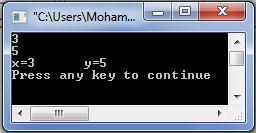 "C:\Users\Moham...
3
5
x=3 y=5
Press any key to continue